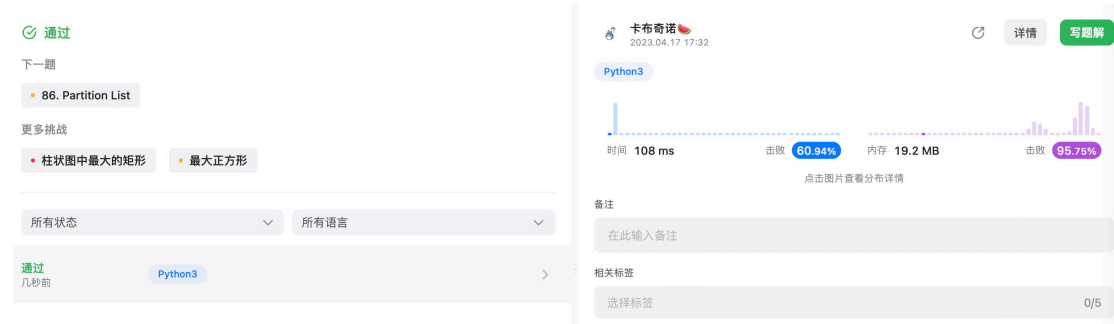 通过
下一题
86. Partition List
更多挑战
柱状图中最大的矩形 最大正方形
所有状态 所有语言
通过
几秒前
Python3
卡布奇诺🍉
2023.04.17 17:32
详情 写题解
Python3
时间 108 ms 击败 60.94% 内存 19.2 MB 击败 95.75%
点击图片查看分布详情
备注
在此输入备注
相关标签
选择标签 0/5